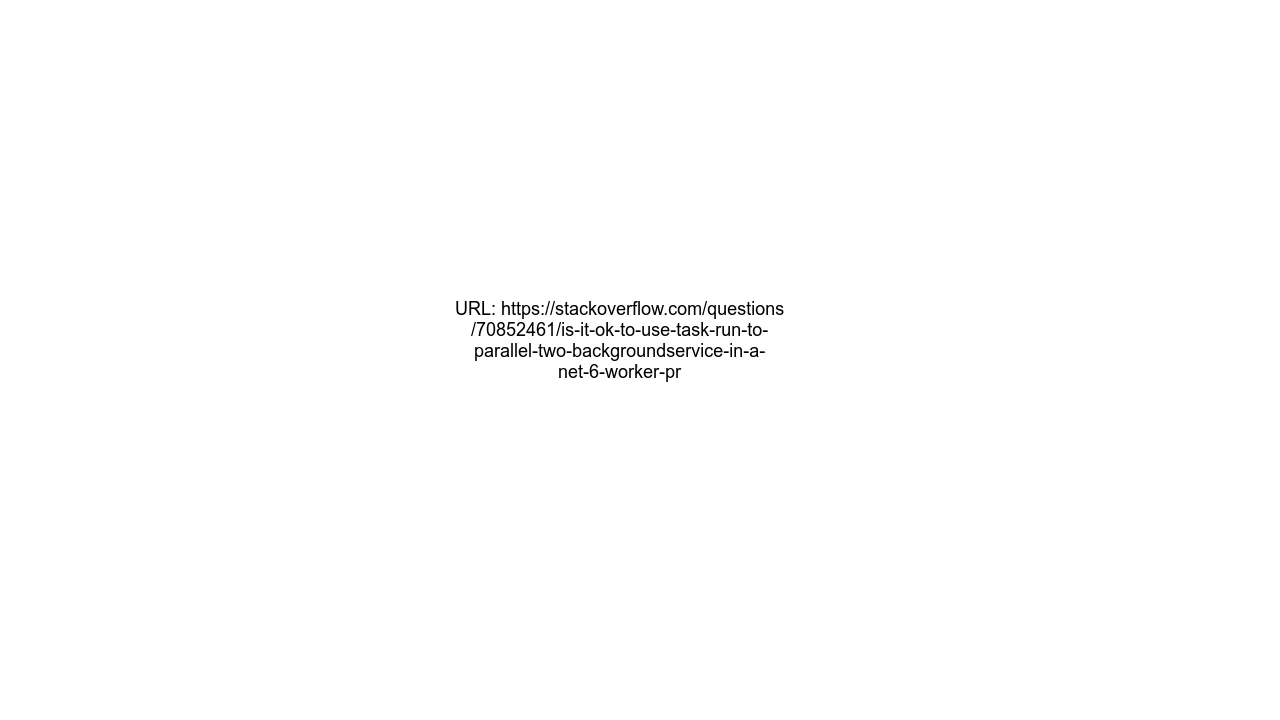 URL: https://stackoverflow.com/questions
/70852461/is-it-ok-to-use-task-run-to-
parallel-two-backgroundservice-in-a-
net-6-worker-pr